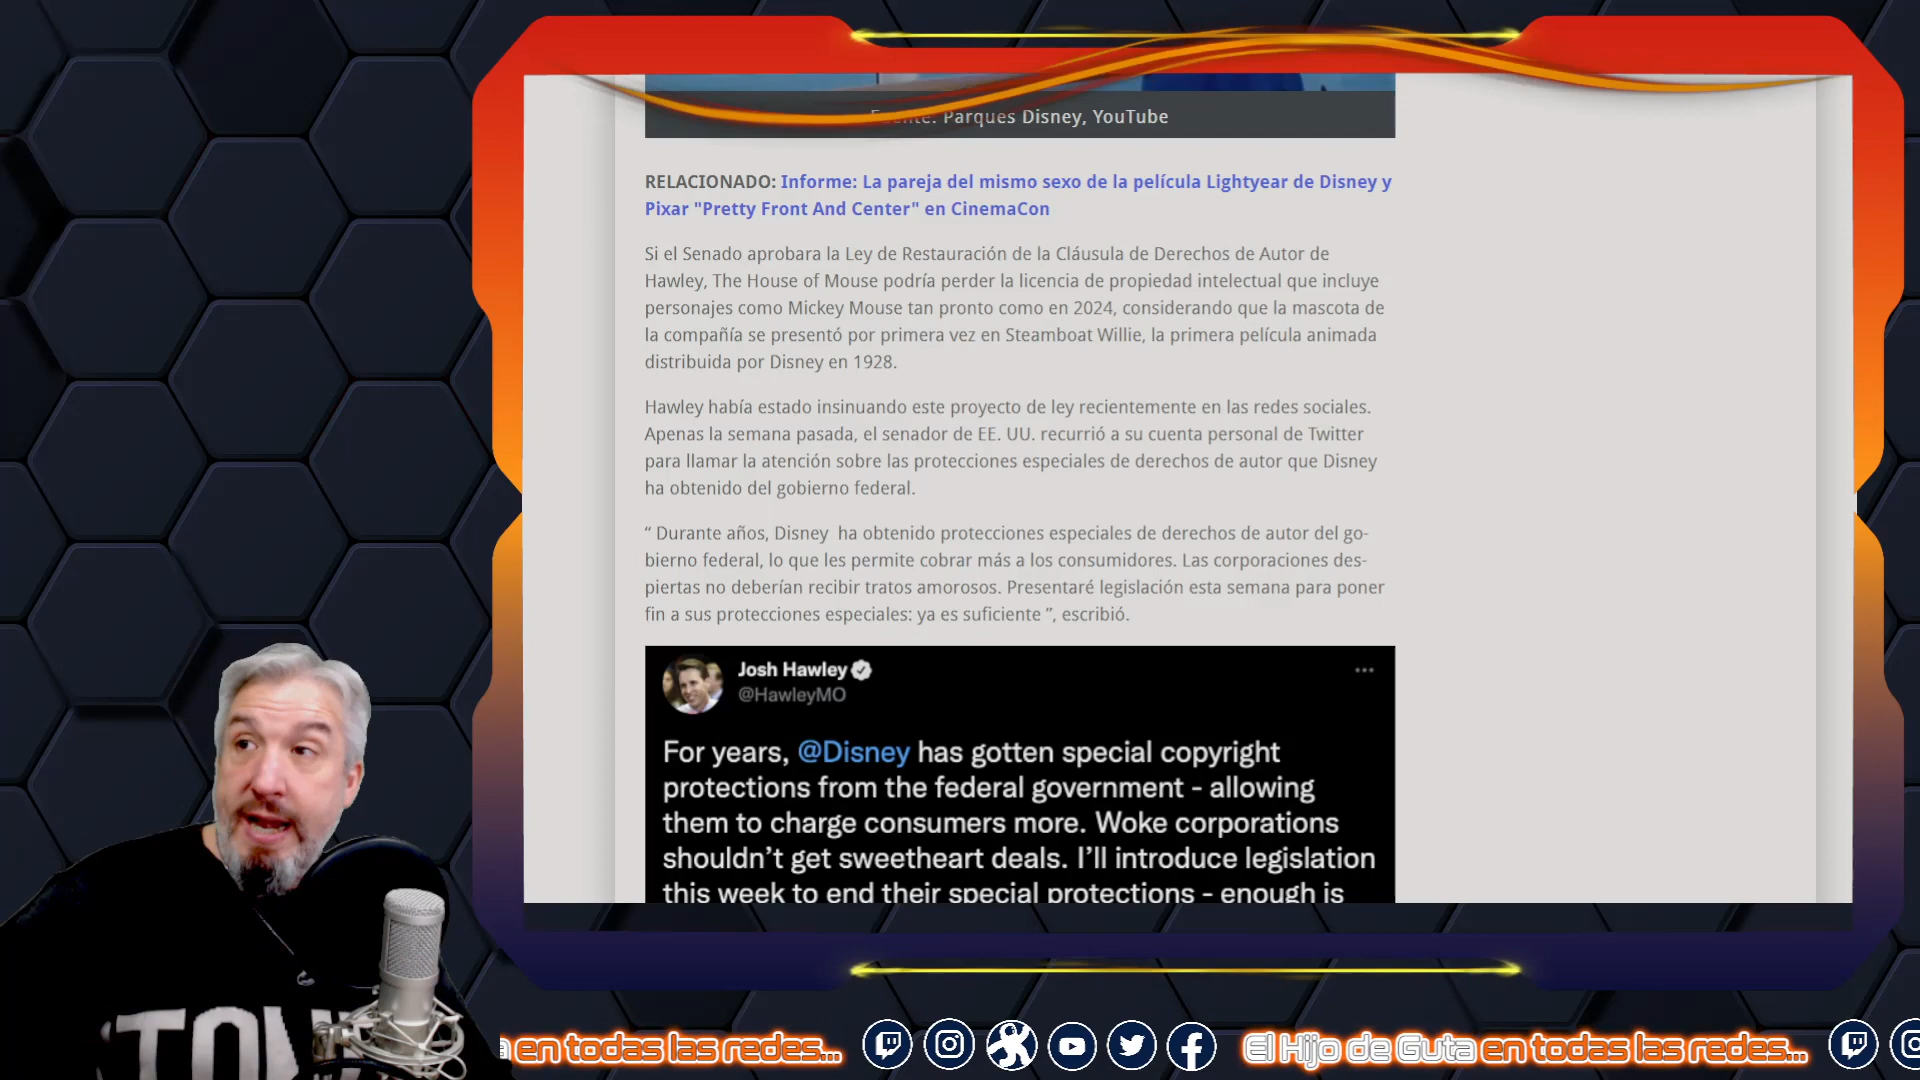 Fuente: Parques Disney, YouTube
RELACIONADO: Informe: La pareja del mismo sexo de la película Lightyear de Disney y
Pixar "Pretty Front And Center" en CinemaCon
Si el Senado aprobara la Ley de Restauración de la Cláusula de Derechos de Autor de
Hawley, The House of Mouse podría perder la licencia de propiedad intelectual que incluye
personajes como Mickey Mouse tan pronto como en 2024, considerando que la mascota de
la compañía se presentó por primera vez en Steamboat Willie, la primera película animada
distribuida por Disney en 1928.
Hawley había estado insinuando este proyecto de ley recientemente en las redes sociales.
Apenas la semana pasada, el senador de EE. UU. recurrió a su cuenta personal de Twitter
para llamar la atención sobre las protecciones especiales de derechos de autor que Disney
ha obtenido del gobierno federal.
“ Durante años, Disney  ha obtenido protecciones especiales de derechos de autor del go-
bierno federal, lo que les permite cobrar más a los consumidores. Las corporaciones des-
piertas no deberían recibir tratos amorosos. Presentaré legislación esta semana para poner
fin a sus protecciones especiales: ya es suficiente ”, escribió.
Josh Hawley
@HawleyMO
For years, @Disney has gotten special copyright
protections from the federal government - allowing
them to charge consumers more. Woke corporations
shouldn’t get sweetheart deals. I’ll introduce legislation
this week to end their special protections - enough is
en todas las redes... El Hijo de Guta en todas las redes...